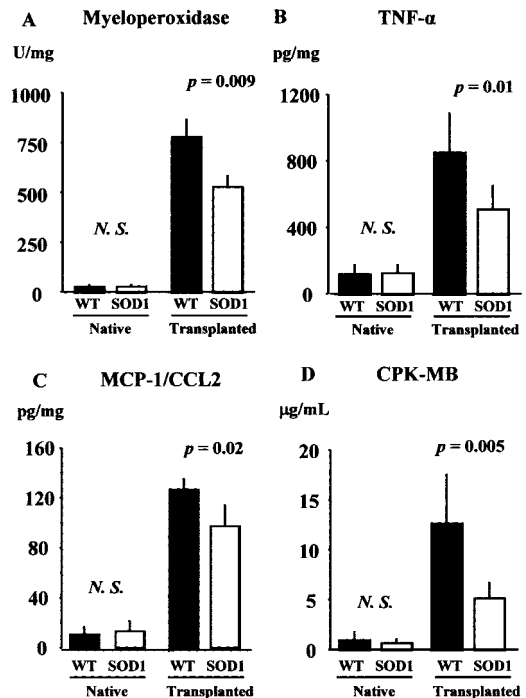 A Myeloperoxidase
U/mg
1000
750
500
250
0
p = 0.009
N. S.
WT SOD1 WT SOD1
Native Transplanted
B TNF-α
pg/mg
1200
800
400
0
p = 0.01
N. S.
WT SOD1 WT SOD1
Native Transplanted
C MCP-1/CCL2
pg/mg
160
120
80
40
0
p = 0.02
N. S.
WT SOD1 WT SOD1
Native Transplanted
D CPK-MB
μg/mL
20
15
10
5
0
p = 0.005
N. S.
WT SOD1 WT SOD1
Native Transplanted